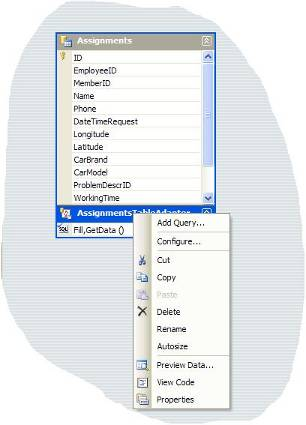 Assignments
ID
EmployeeID
MemberID
Name
Phone
DateTimeRequest
Longitude
Latitude
CarBrand
CarModel
ProblemDescrID
WorkingTime
AssignmentsTableAdapter
SQL Fill,GetData ()
Add Query...
Configure...
Cut
Copy
Paste
Delete
Rename
Autosize
Preview Data...
View Code
Properties